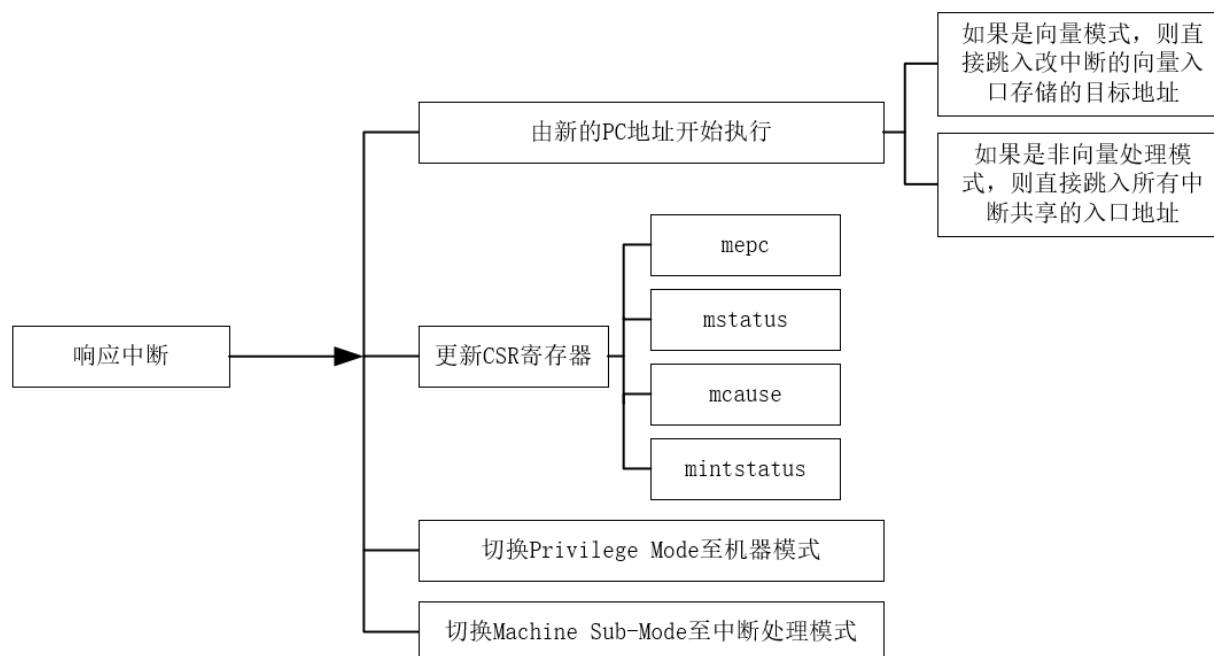 如果是向量模式，则直
接跳入改中断的向量入
口存储的目标地址
由新的PC地址开始执行
如果是非向量处理模
式，则直接跳入所有中
断共享的入口地址
mepc
mstatus
响应中断
更新CSR寄存器
mcause
mintstatus
切换Privilege Mode至机器模式
切换Machine Sub-Mode至中断处理模式